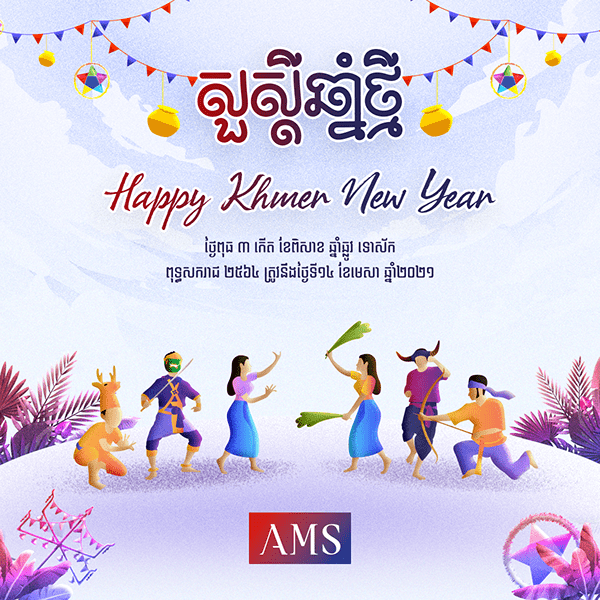 សួស្តីឆ្នាំថ្មី
Happy Khmer New Year
ថ្ងៃពុធ ៣ កើត ខែពិសាខ ឆ្នាំឆ្លូវ ទោស័ក
ពុទ្ធសករាជ ២៥៦៤ ត្រូវនឹងថ្ងៃទី១៤ ខែមេសា ឆ្នាំ២០២១
AMS